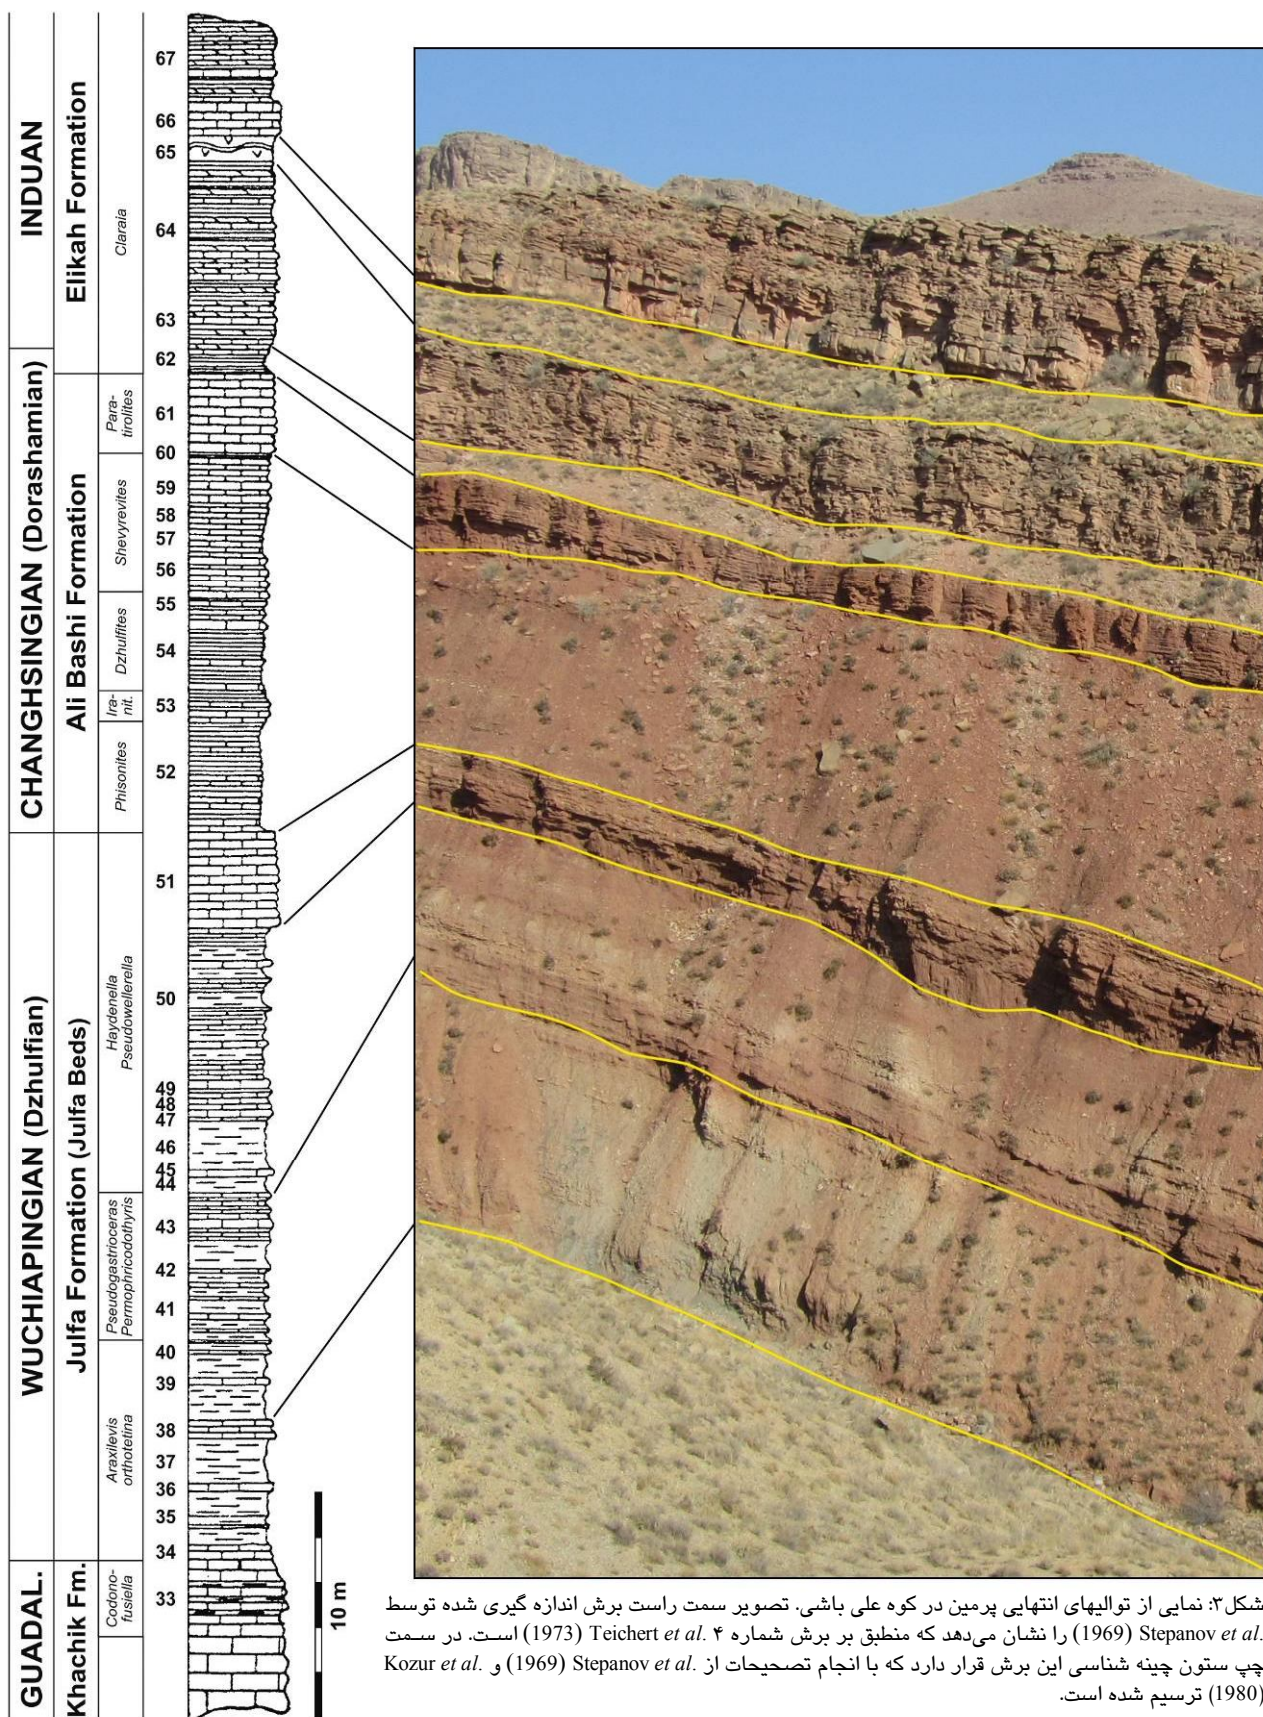 INDUAN
CHANGHSINGIAN (Dorashamian)
WUCHIAPINGIAN (Dzhulfian)
GUADAL.
Elikah Formation
Ali Bashi Formation
Julfa Formation (Julfa Beds)
Khachik Fm.
Claraia
Para-
tirolites
Shevyrevites
Dzhulfites
Ira-
nit.
Phisonites
Haydenella
Pseudowellerella
Pseudogastrioceras
Permophricodothyris
Araxilevis
orthotetina
Codono-
fusiella
67
66
65
64
63
62
61
60
59
58
57
56
55
54
53
52
51
50
49
48
47
46
45
44
43
42
41
40
39
38
37
36
35
34
33
10 m
شکل۳: نمایی از توالیهای انتهایی پرمین در کوه علی باشی. تصویر سمت راست برش اندازه گیری شده توسط
Stepanov et al. (1969) را نشان می‌دهد که منطبق بر برش شماره ۴ Teichert et al. (1973) است. در سمت
چپ ستون چینه شناسی این برش قرار دارد که با انجام تصحیحات از Stepanov et al. (1969) و Kozur et al.
(1980) ترسیم شده است.